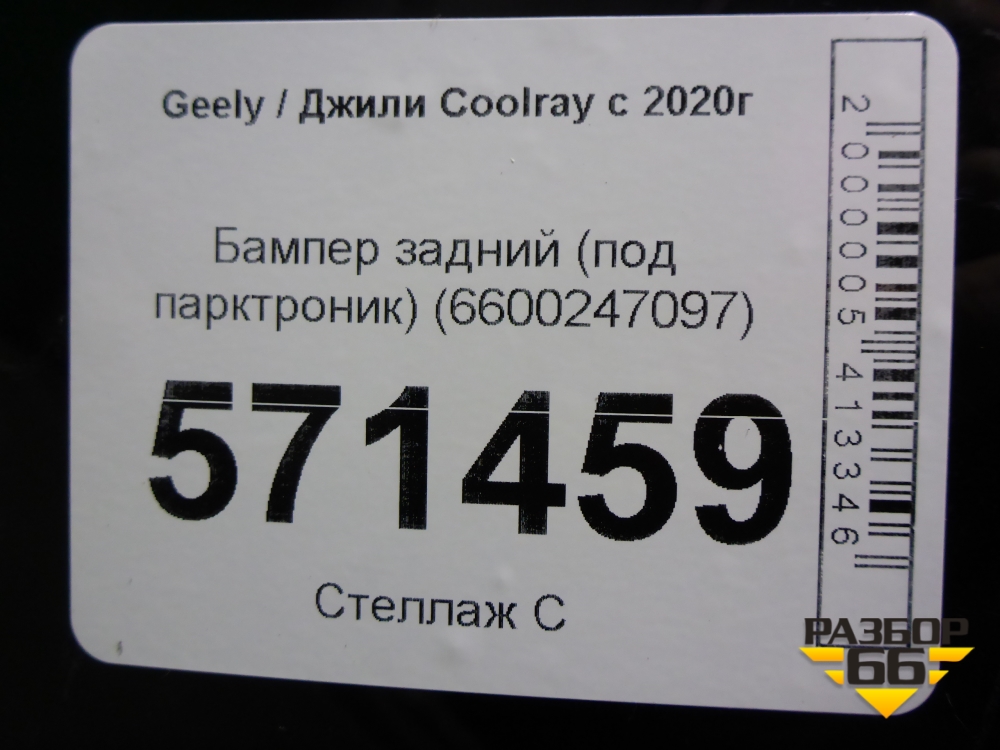 Geely / Джили Coolray с 2020г
Бампер задний (под
парктроник) (6600247097)
571459
Стеллаж С
2000005413346
РАЗБОР
66